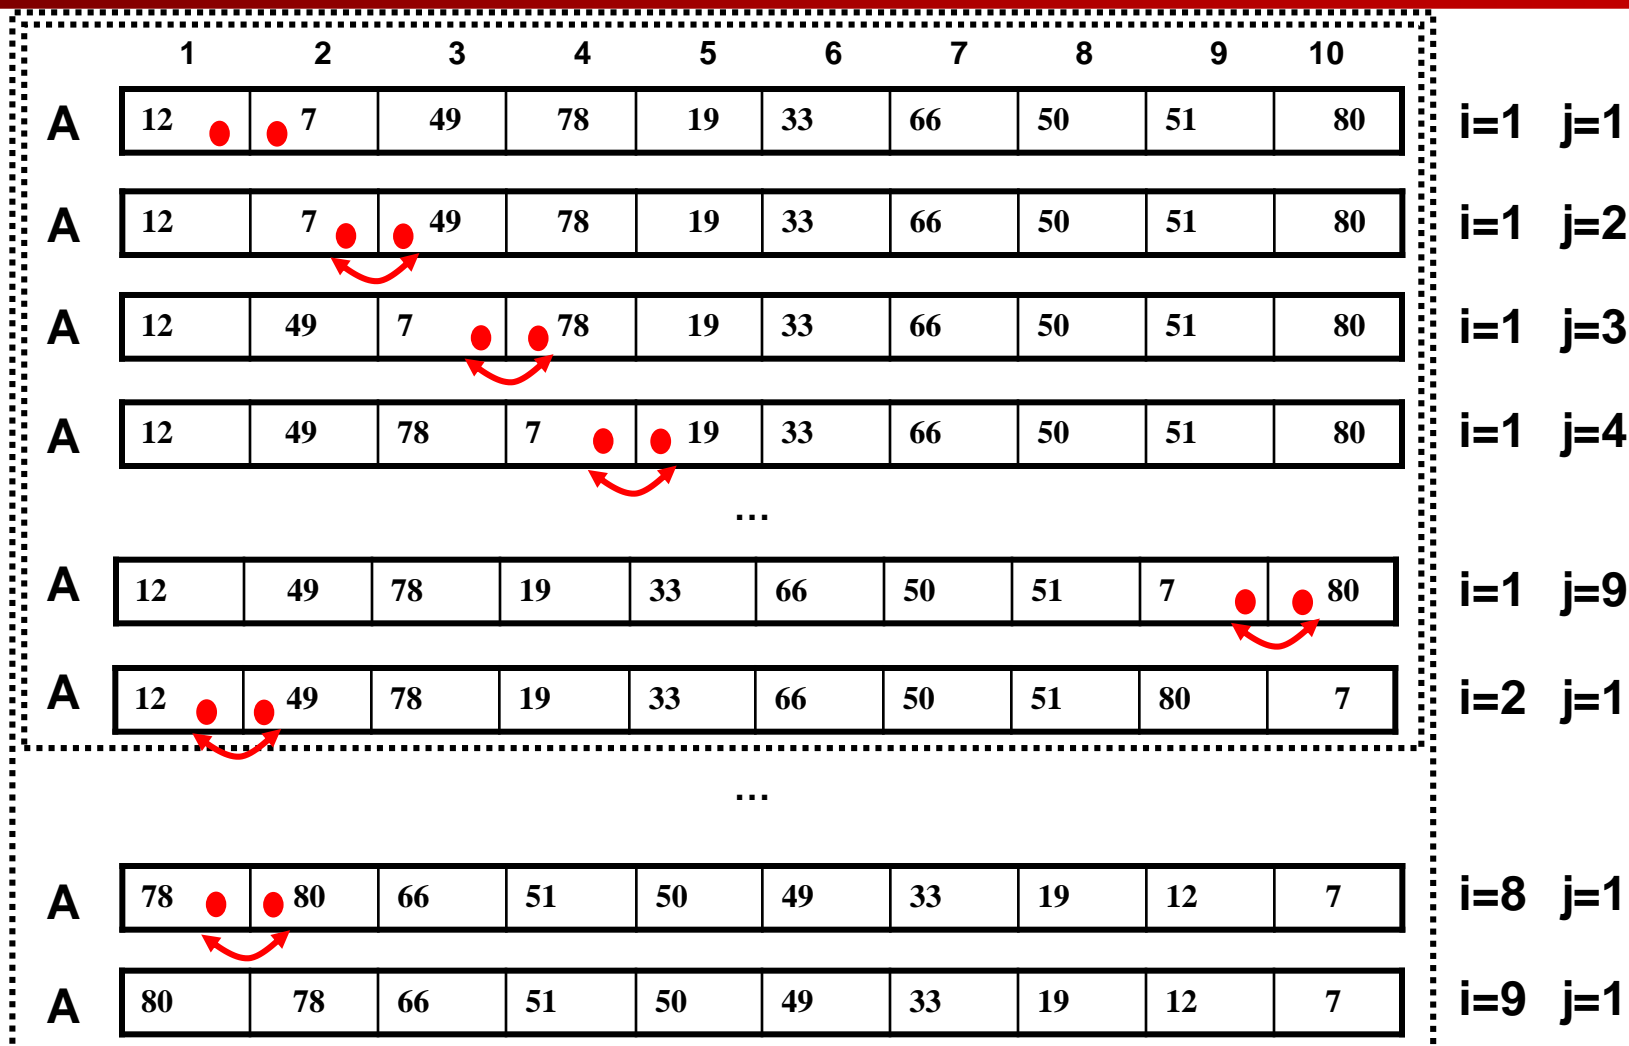 1 2 3 4 5 6 7 8 9 10
A 12 7 49 78 19 33 66 50 51 80 i=1 j=1
A 12 7 49 78 19 33 66 50 51 80 i=1 j=2
A 12 49 7 78 19 33 66 50 51 80 i=1 j=3
A 12 49 78 7 19 33 66 50 51 80 i=1 j=4
...
A 12 49 78 19 33 66 50 51 7 80 i=1 j=9
A 12 49 78 19 33 66 50 51 80 7 i=2 j=1
...
A 78 80 66 51 50 49 33 19 12 7 i=8 j=1
A 80 78 66 51 50 49 33 19 12 7 i=9 j=1